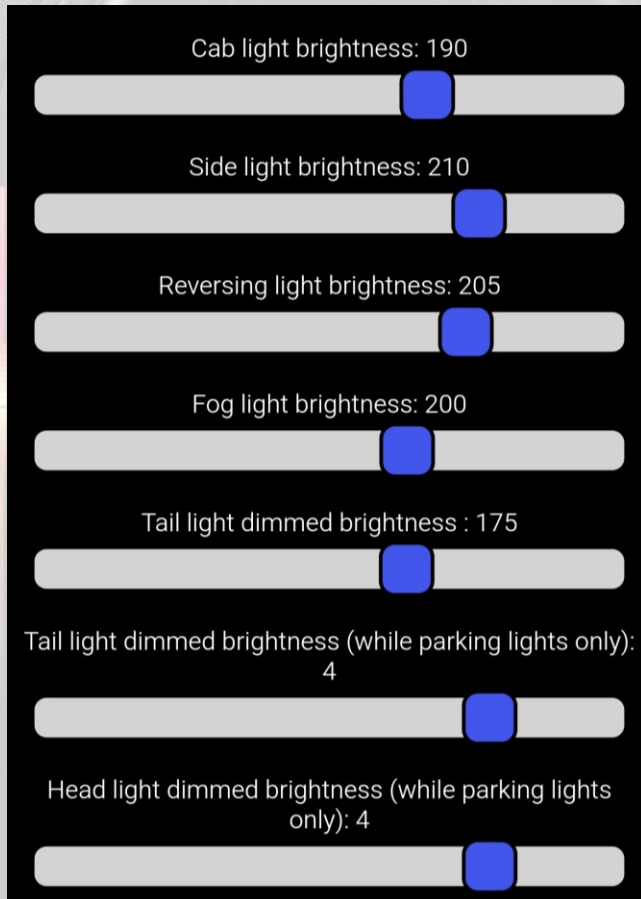 Cab light brightness: 190
Side light brightness: 210
Reversing light brightness: 205
Fog light brightness: 200
Tail light dimmed brightness : 175
Tail light dimmed brightness (while parking lights only):
4
Head light dimmed brightness (while parking lights
only): 4